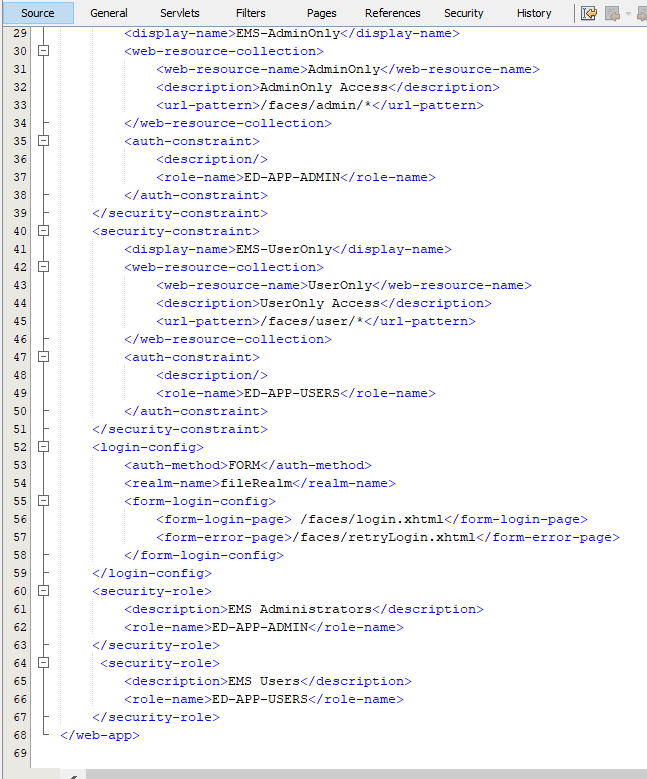 Source General Servlets Filters Pages References Security History
29 <display-name>EMS-AdminOnly</display-name>
30 <web-resource-collection>
31 <web-resource-name>AdminOnly</web-resource-name>
32 <description>AdminOnly Access</description>
33 <url-pattern>/faces/admin/*</url-pattern>
34 </web-resource-collection>
35 <auth-constraint>
36 <description/>
37 <role-name>ED-APP-ADMIN</role-name>
38 </auth-constraint>
39 </security-constraint>
40 <security-constraint>
41 <display-name>EMS-UserOnly</display-name>
42 <web-resource-collection>
43 <web-resource-name>UserOnly</web-resource-name>
44 <description>UserOnly Access</description>
45 <url-pattern>/faces/user/*</url-pattern>
46 </web-resource-collection>
47 <auth-constraint>
48 <description/>
49 <role-name>ED-APP-USERS</role-name>
50 </auth-constraint>
51 </security-constraint>
52 <login-config>
53 <auth-method>FORM</auth-method>
54 <realm-name>fileRealm</realm-name>
55 <form-login-config>
56 <form-login-page> /faces/login.xhtml</form-login-page>
57 <form-error-page>/faces/retryLogin.xhtml</form-error-page>
58 </form-login-config>
59 </login-config>
60 <security-role>
61 <description>EMS Administrators</description>
62 <role-name>ED-APP-ADMIN</role-name>
63 </security-role>
64 <security-role>
65 <description>EMS Users</description>
66 <role-name>ED-APP-USERS</role-name>
67 </security-role>
68 </web-app>
69